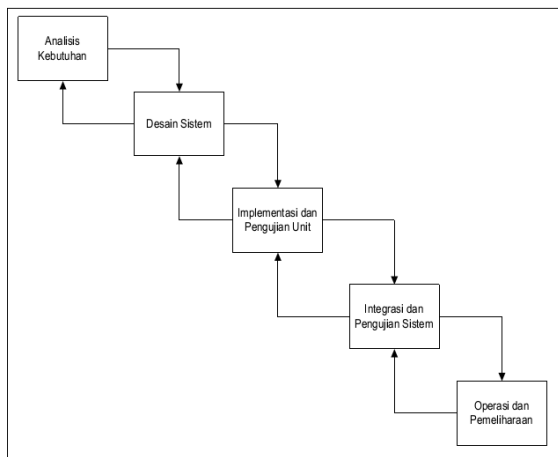 Analisis
Kebutuhan
Desain Sistem
Implementasi dan
Pengujian Unit
Integrasi dan
Pengujian Sistem
Operasi dan
Pemeliharaan